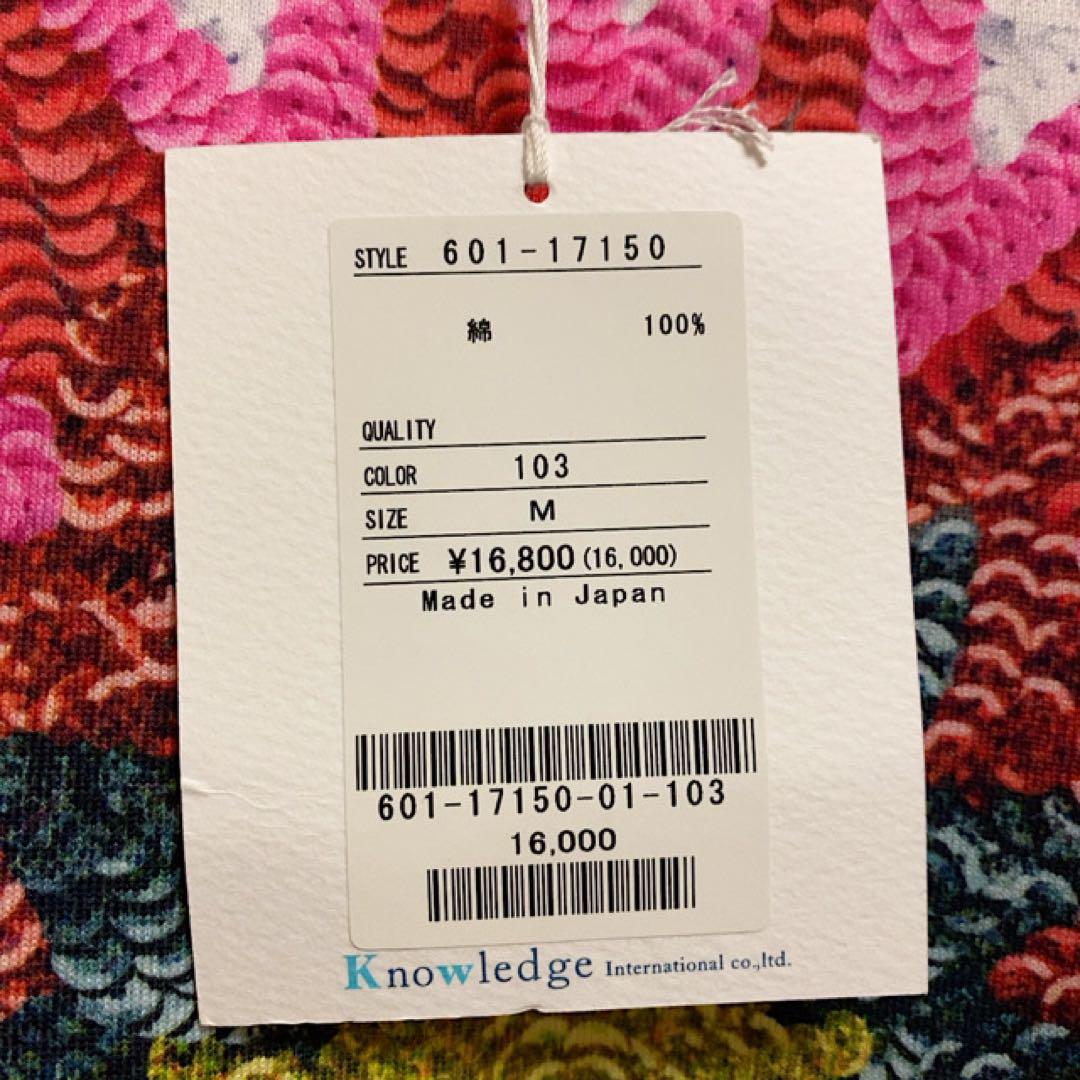 STYLE 601-17150
綿 100%
QUALITY
COLOR 103
SIZE M
PRICE ¥16,800 (16,000)
Made in Japan
601-17150-01-103
16,000
Knowledge International co.,ltd.